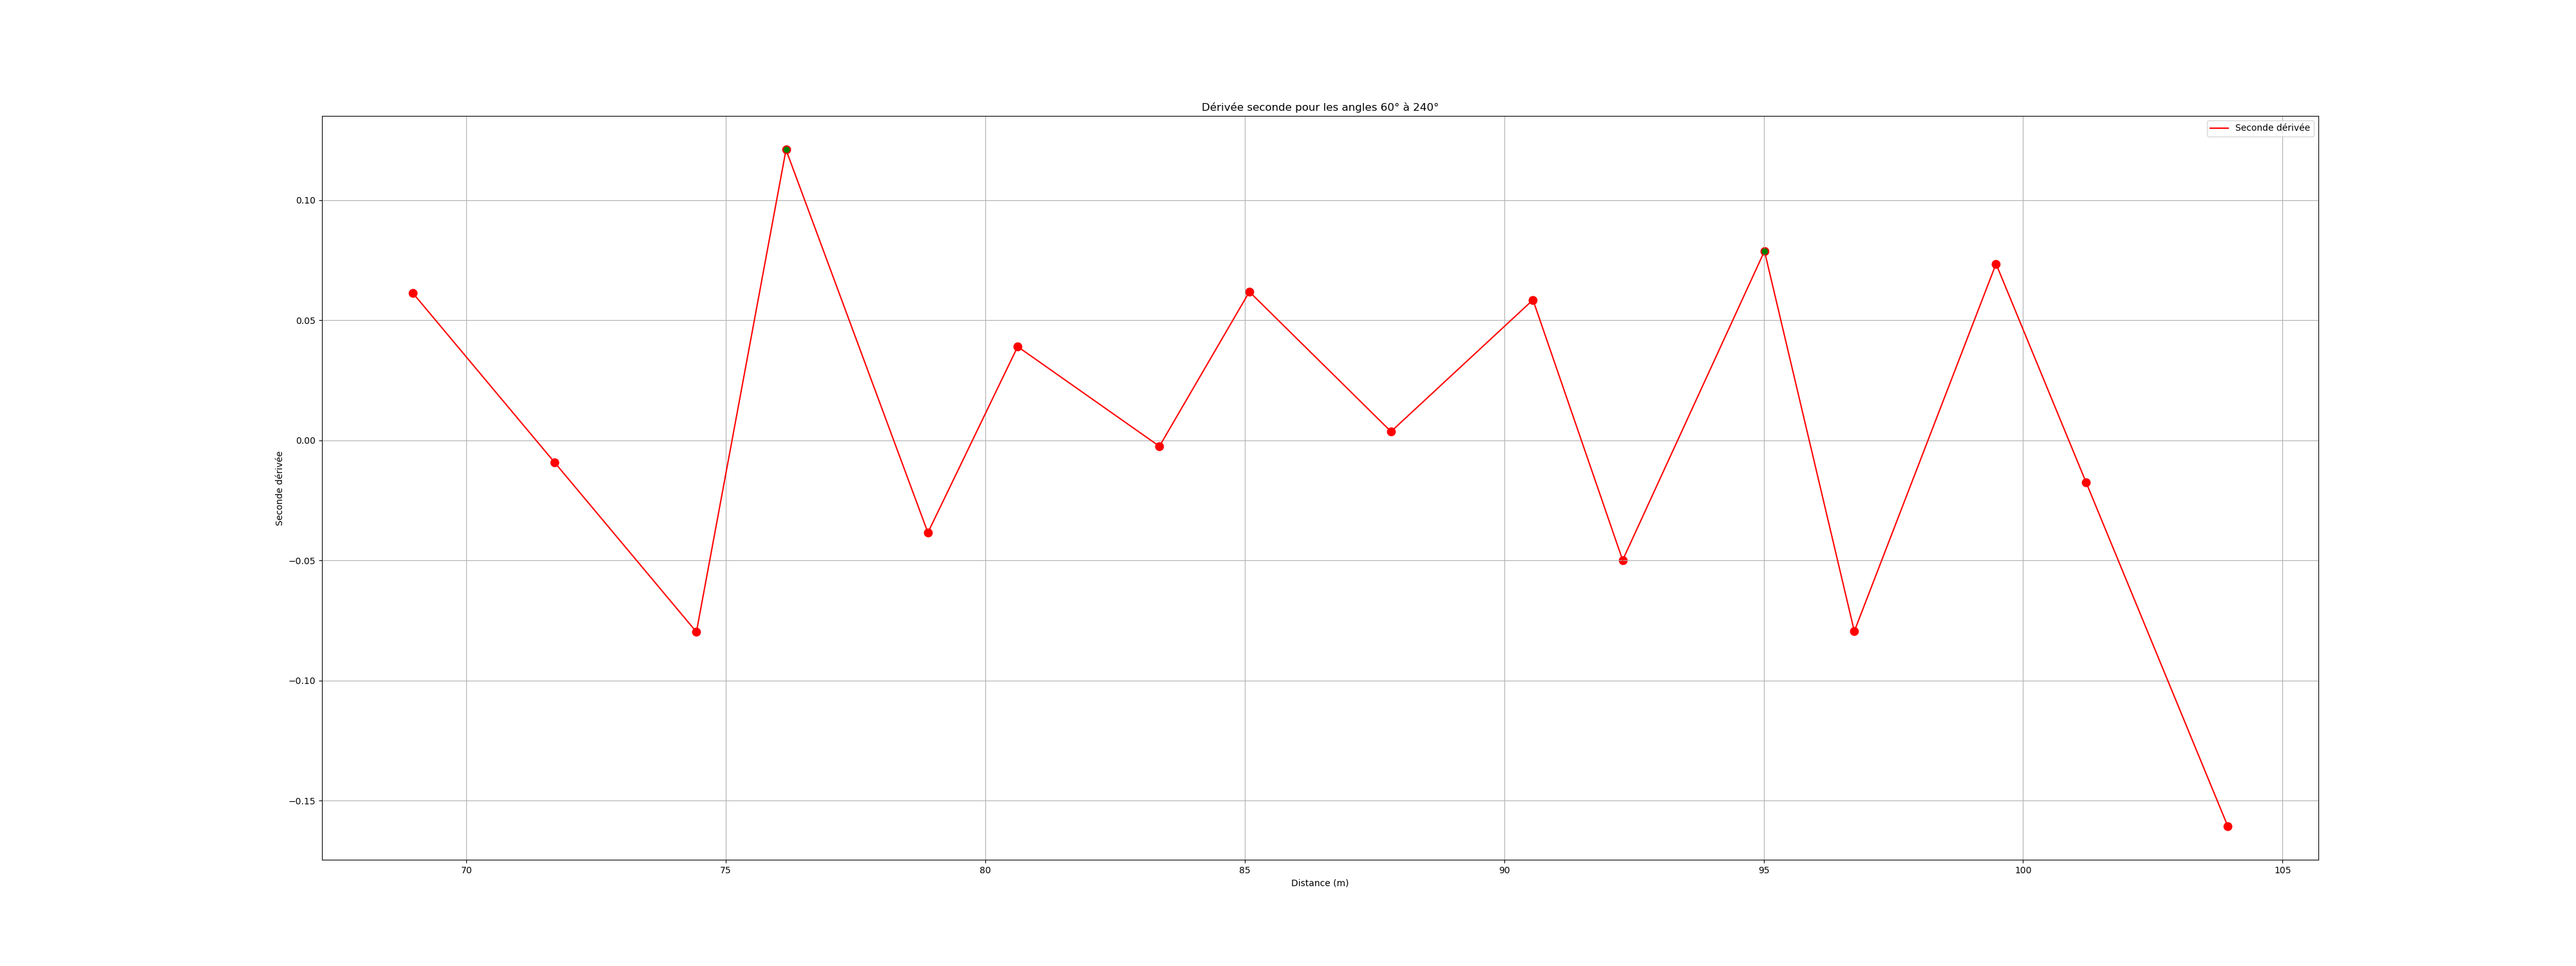 Dérivée seconde pour les angles 60° à 240°
Seconde dérivée
0.10
0.05
0.00
−0.05
−0.10
−0.15
Seconde dérivée
70 75 80 85 90 95 100 105
Distance (m)